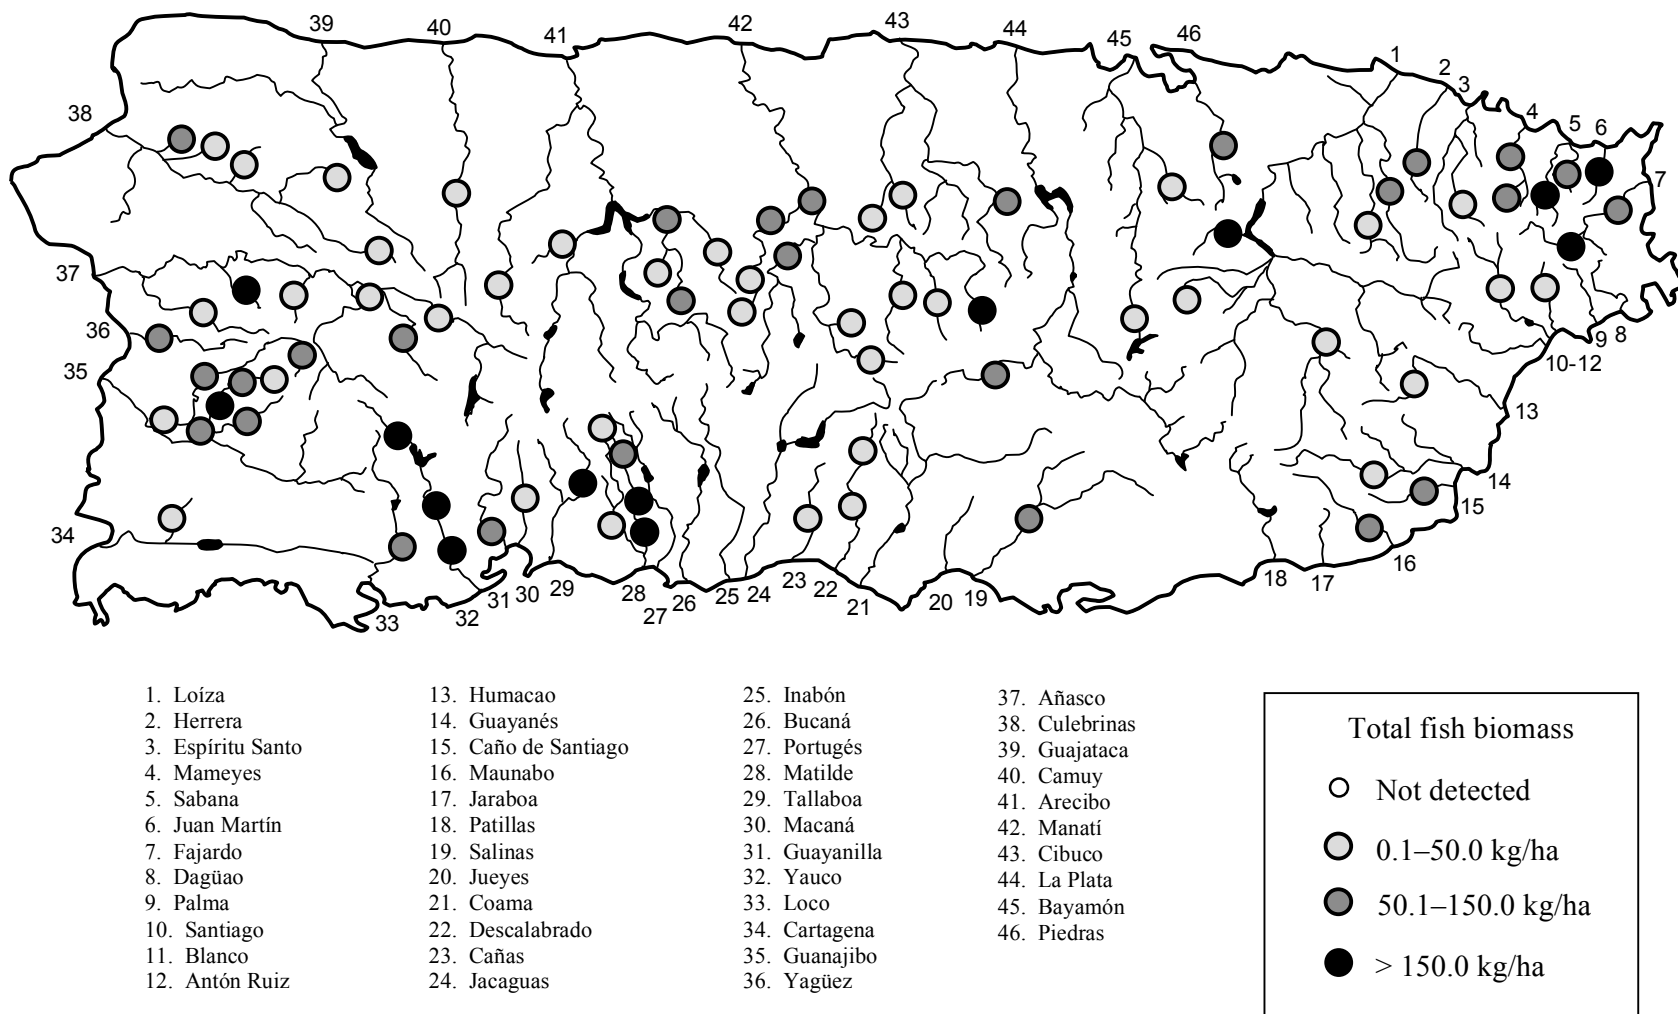 39
40
41
42
43
44
45
46
1
2
3
4
5
6
7
38
37
36
35
34
33
32
31
30
29
28
27
26
25
24
23
22
21
20
19
18
17
16
15
14
13
10-12
9
8
1. Loíza
2. Herrera
3. Espíritu Santo
4. Mameyes
5. Sabana
6. Juan Martín
7. Fajardo
8. Dagüao
9. Palma
10. Santiago
11. Blanco
12. Antón Ruiz
13. Humacao
14. Guayanés
15. Caño de Santiago
16. Maunabo
17. Jaraboa
18. Patillas
19. Salinas
20. Jueyes
21. Coama
22. Descalabrado
23. Cañas
24. Jacaguas
25. Inabón
26. Bucaná
27. Portugés
28. Matilde
29. Tallaboa
30. Macaná
31. Guayanilla
32. Yauco
33. Loco
34. Cartagena
35. Guanajibo
36. Yagüez
37. Añasco
38. Culebrinas
39. Guajataca
40. Camuy
41. Arecibo
42. Manatí
43. Cibuco
44. La Plata
45. Bayamón
46. Piedras
Total fish biomass
Not detected
0.1–50.0 kg/ha
50.1–150.0 kg/ha
> 150.0 kg/ha